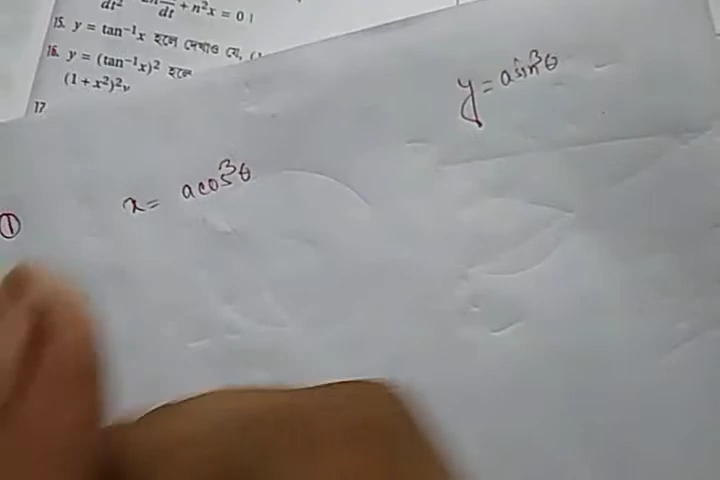 dt² dt + n²x = 0 ।
15. y = tan⁻¹x হলে দেখাও যে, (
16. y = (tan⁻¹x)² হলে
(1 + x²)²y
17
y = a sin³θ
① x = a cos³θ